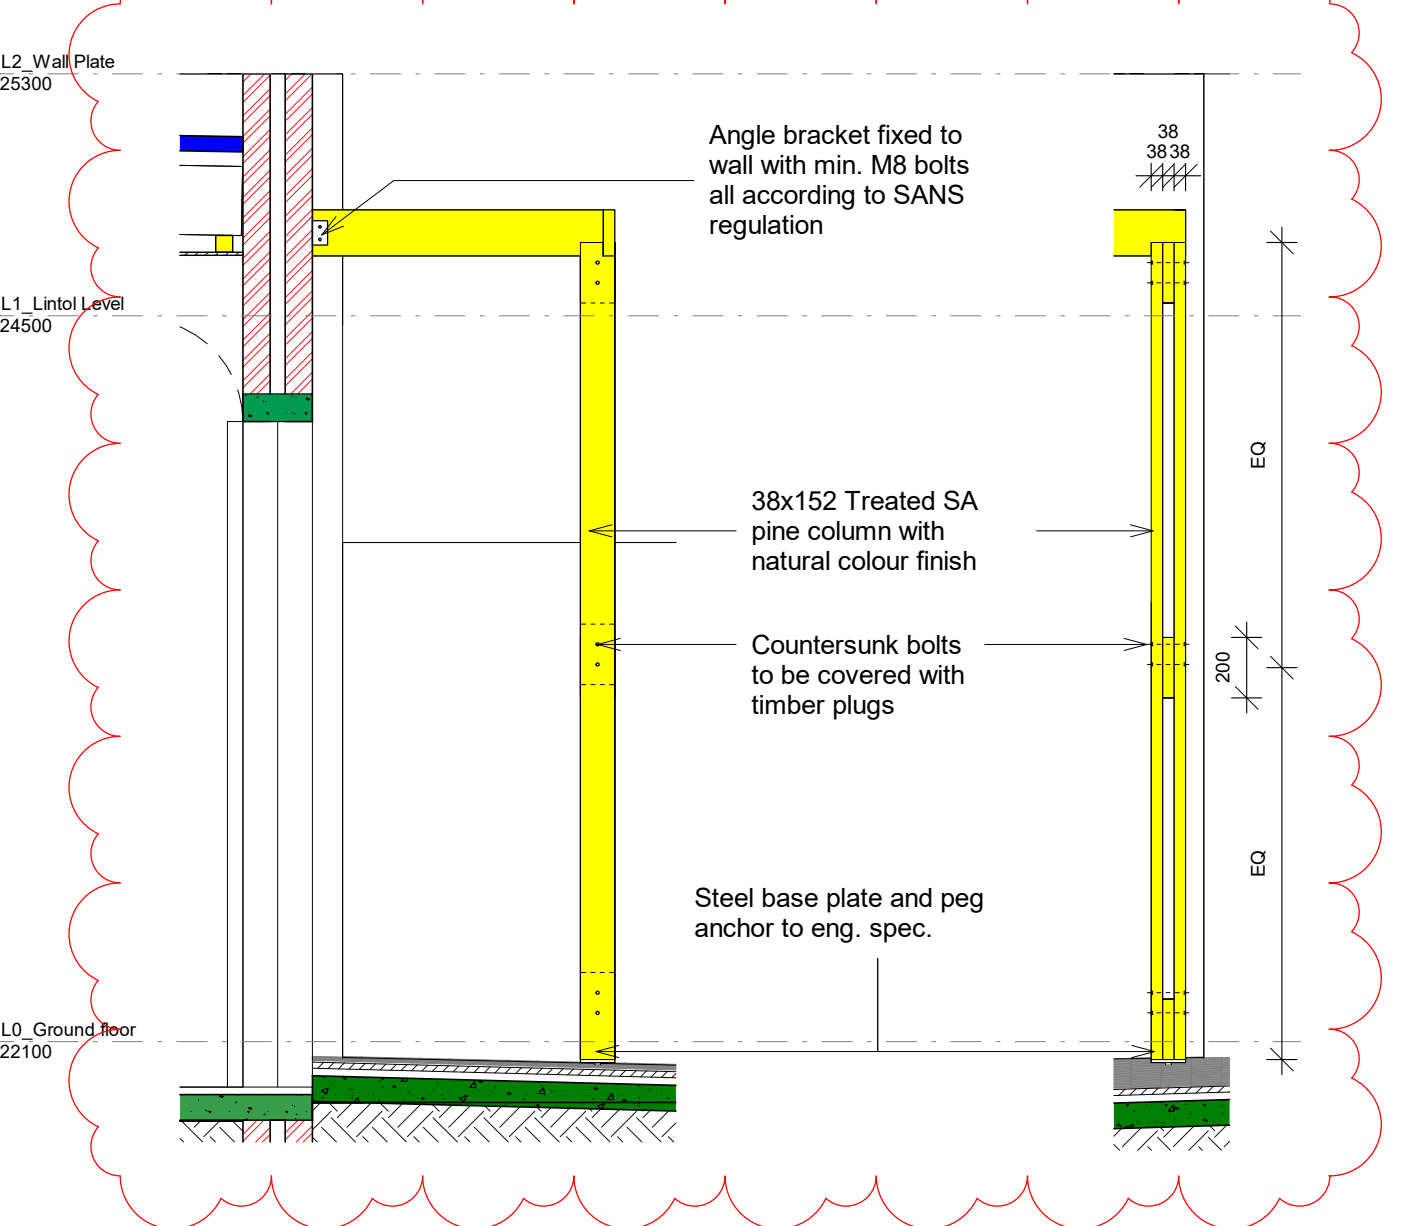 L2_Wall Plate
25300
Angle bracket fixed to
wall with min. M8 bolts
all according to SANS
regulation
38
38 38
L1_Lintol Level
24500
EQ
38x152 Treated SA
pine column with
natural colour finish
Countersunk bolts
to be covered with
timber plugs
200
EQ
Steel base plate and peg
anchor to eng. spec.
L0_Ground floor
22100